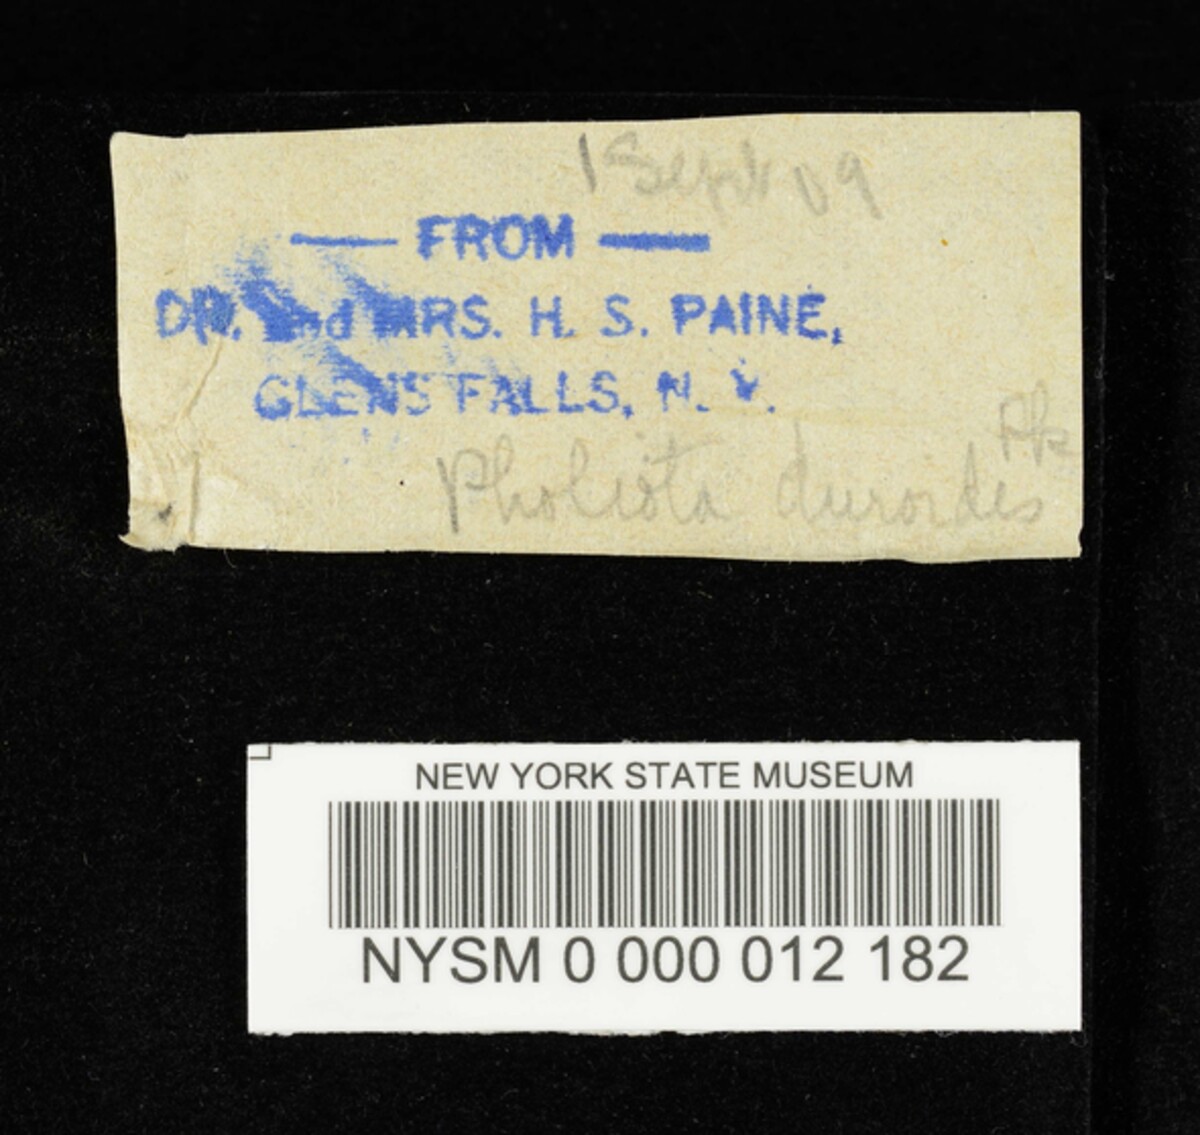 1 Sept 09
— FROM —
DR. and MRS. H. S. PAINE,
GLENS FALLS, N. Y.
Pk
Pholiota duroides
NEW YORK STATE MUSEUM
NYSM 0 000 012 182